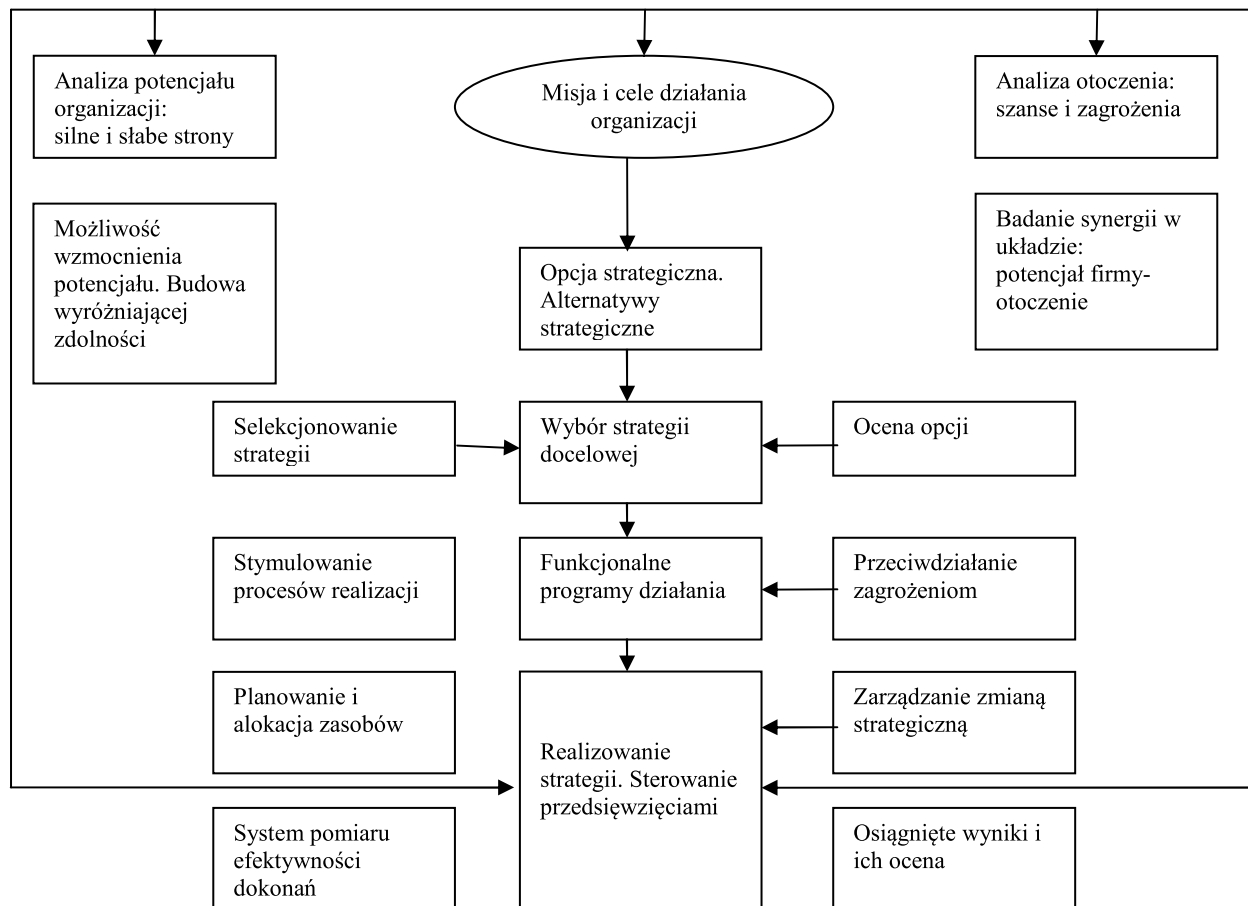 Analiza potencjału
organizacji:
silne i słabe strony
Misja i cele działania
organizacji
Analiza otoczenia:
szanse i zagrożenia
Możliwość
wzmocnienia
potencjału. Budowa
wyróżniającej
zdolności
Opcja strategiczna.
Alternatywy
strategiczne
Badanie synergii w
układzie:
potencjał firmy-
otoczenie
Selekcjonowanie
strategii
Wybór strategii
docelowej
Ocena opcji
Stymulowanie
procesów realizacji
Funkcjonalne
programy działania
Przeciwdziałanie
zagrożeniom
Planowanie i
alokacja zasobów
Realizowanie
strategii. Sterowanie
przedsięwzięciami
Zarządzanie zmianą
strategiczną
System pomiaru
efektywności
dokonań
Osiągnięte wyniki i
ich ocena